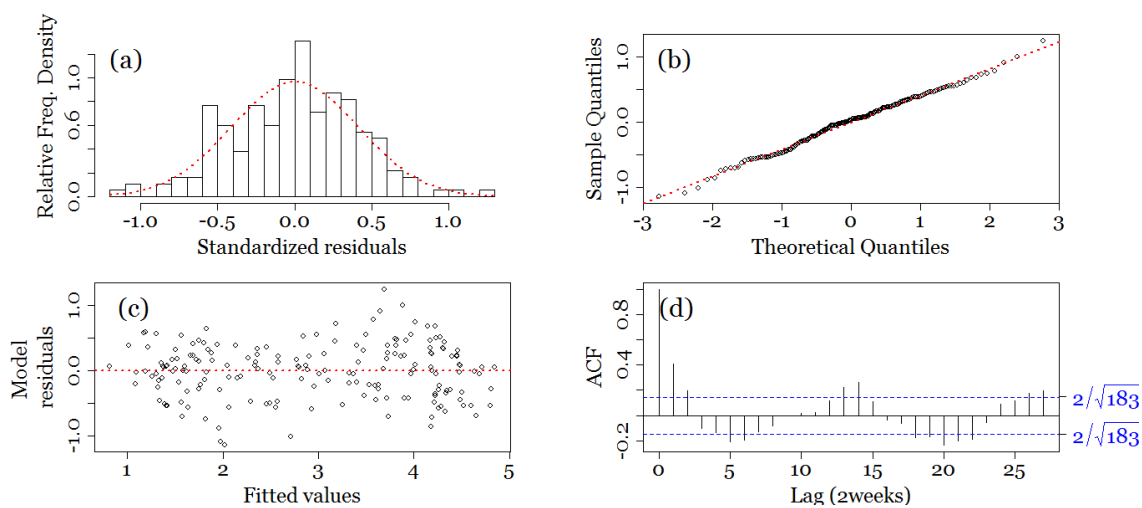 (a)
Relative Freq. Density
0.0 0.6 1.0
-1.0 -0.5 0.0 0.5 1.0
Standardized residuals
(b)
Sample Quantiles
-1.0 0.0 1.0
-3 -2 -1 0 1 2 3
Theoretical Quantiles
(c)
Model
residuals
-1.0 0.0 1.0
1 2 3 4 5
Fitted values
(d)
ACF
-0.2 0.4 0.8
2/√183
2/√183
0 5 10 15 20 25
Lag (2weeks)